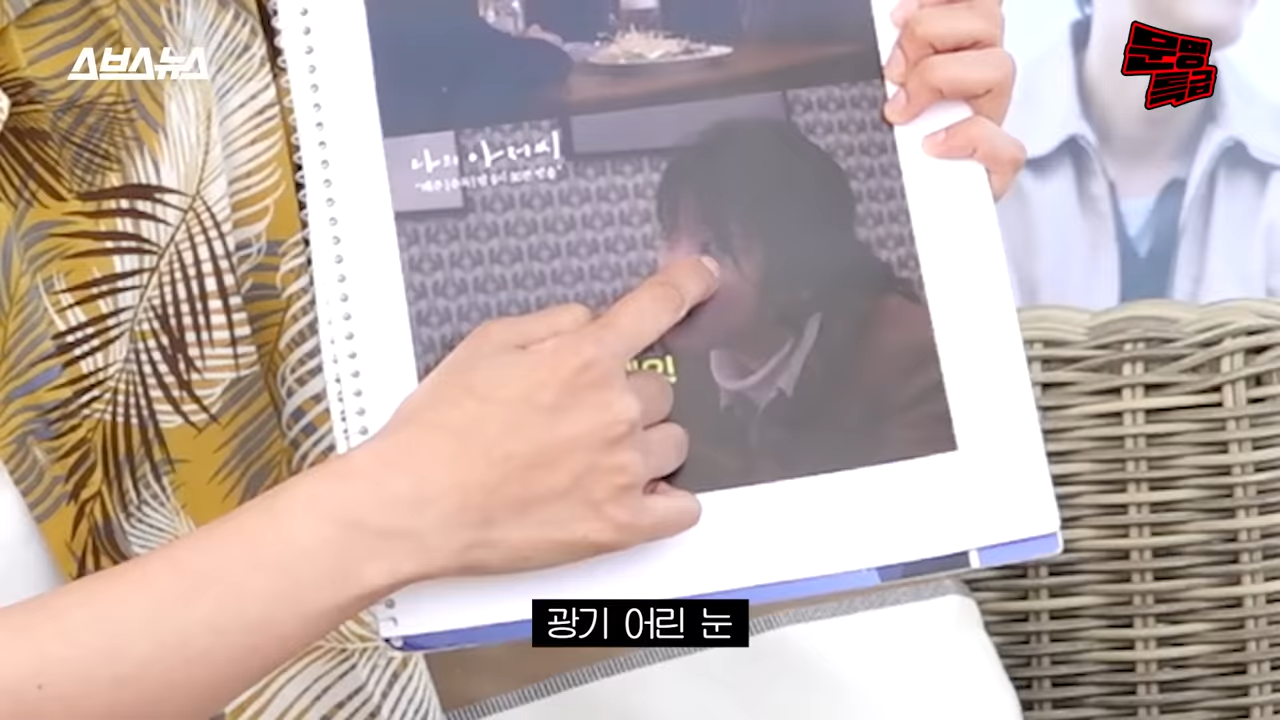 스브스뉴스
문명특급
나의 아저씨
광기 어린 눈